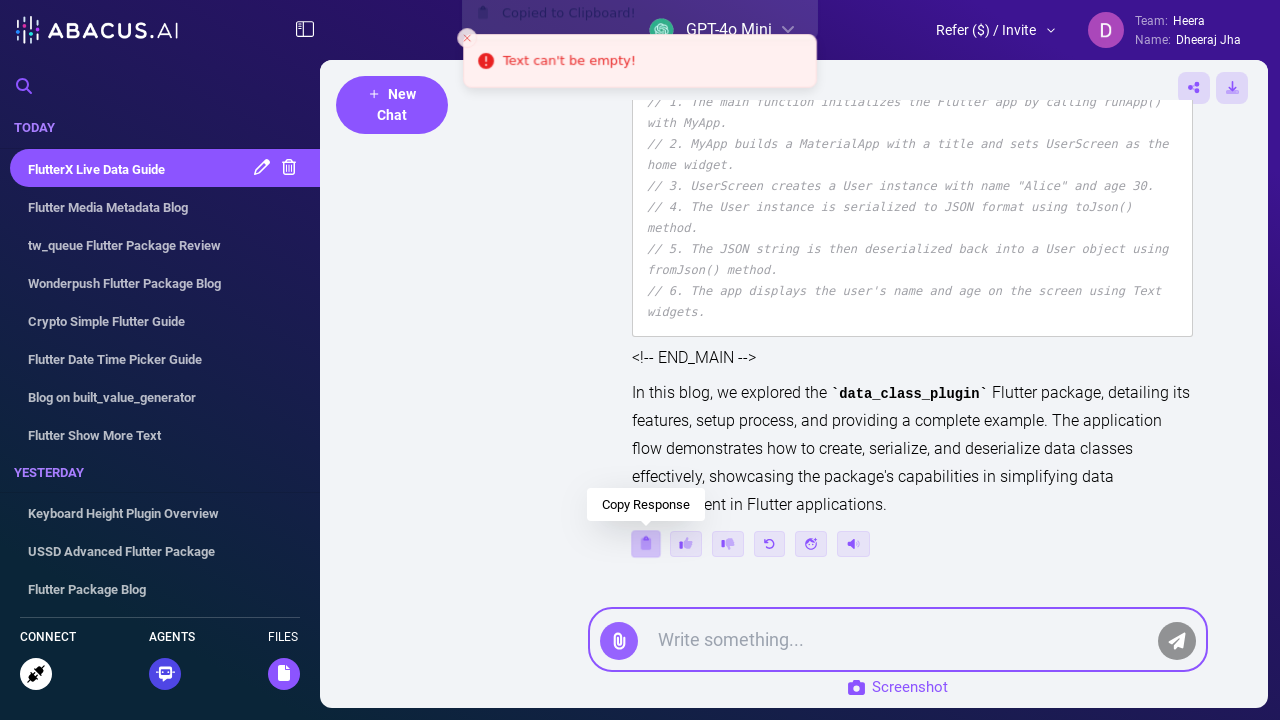 ABACUS.AI
Copied to Clipboard!
GPT-4o Mini
Text can't be empty!
Refer ($) / Invite
D
Team: Heera
Name: Dheeraj Jha
TODAY
FlutterX Live Data Guide
Flutter Media Metadata Blog
tw_queue Flutter Package Review
Wonderpush Flutter Package Blog
Crypto Simple Flutter Guide
Flutter Date Time Picker Guide
Blog on built_value_generator
Flutter Show More Text
YESTERDAY
Keyboard Height Plugin Overview
USSD Advanced Flutter Package
Flutter Package Blog
CONNECT
AGENTS
FILES
+ New
Chat
// 1. The main function initializes the Flutter app by calling runApp()
with MyApp.
// 2. MyApp builds a MaterialApp with a title and sets UserScreen as the
home widget.
// 3. UserScreen creates a User instance with name "Alice" and age 30.
// 4. The User instance is serialized to JSON format using toJson()
method.
// 5. The JSON string is then deserialized back into a User object using
fromJson() method.
// 6. The app displays the user's name and age on the screen using Text
widgets.
<!-- END_MAIN -->
In this blog, we explored the `data_class_plugin` Flutter package, detailing its
features, setup process, and providing a complete example. The application
flow demonstrates how to create, serialize, and deserialize data classes
effectively, showcasing the package's capabilities in simplifying data
ent in Flutter applications.
Copy Response
Write something...
Screenshot